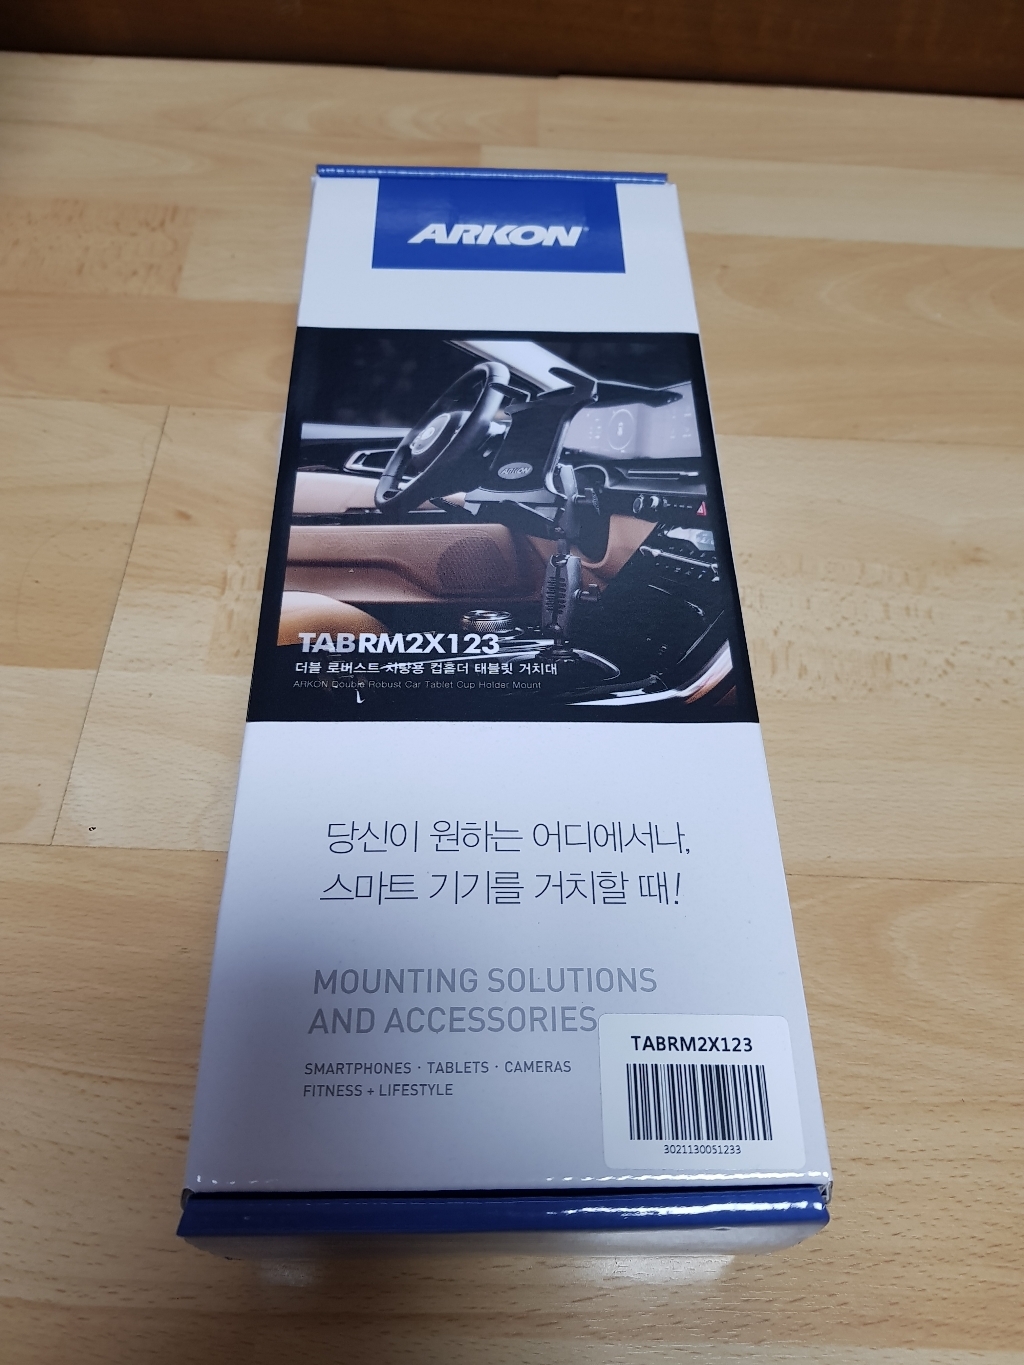 ARKON
ARKON
TABRM2X123
더블 로버스트 차량용 컵홀더 태블릿 거치대
ARKON Double Robust Car Tablet Cup Holder Mount
당신이 원하는 어디에서나,
스마트 기기를 거치할 때!
MOUNTING SOLUTIONS
AND ACCESSORIES
SMARTPHONES · TABLETS · CAMERAS
FITNESS + LIFESTYLE
TABRM2X123
3021130051233